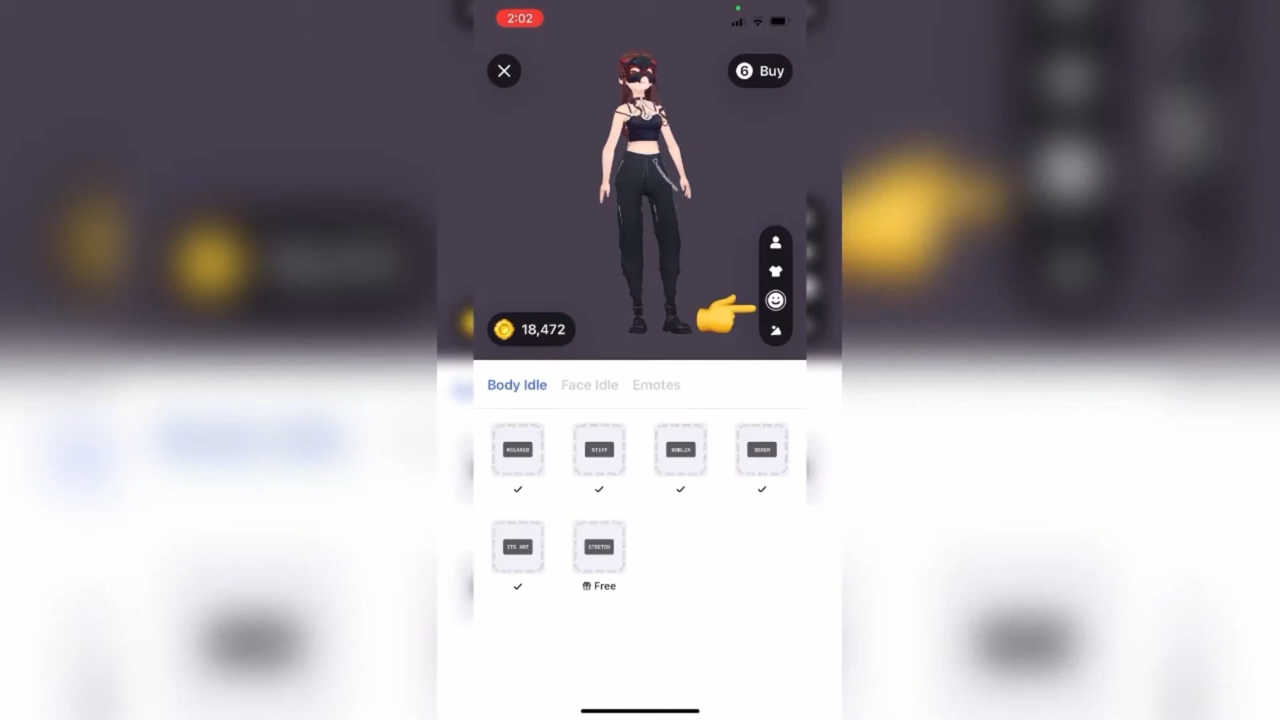 2:02
6 Buy
18,472
Body Idle Face Idle Emotes
RELAXED STIFF GOBLIN BOXER
ITS HOT STRETCH
Free